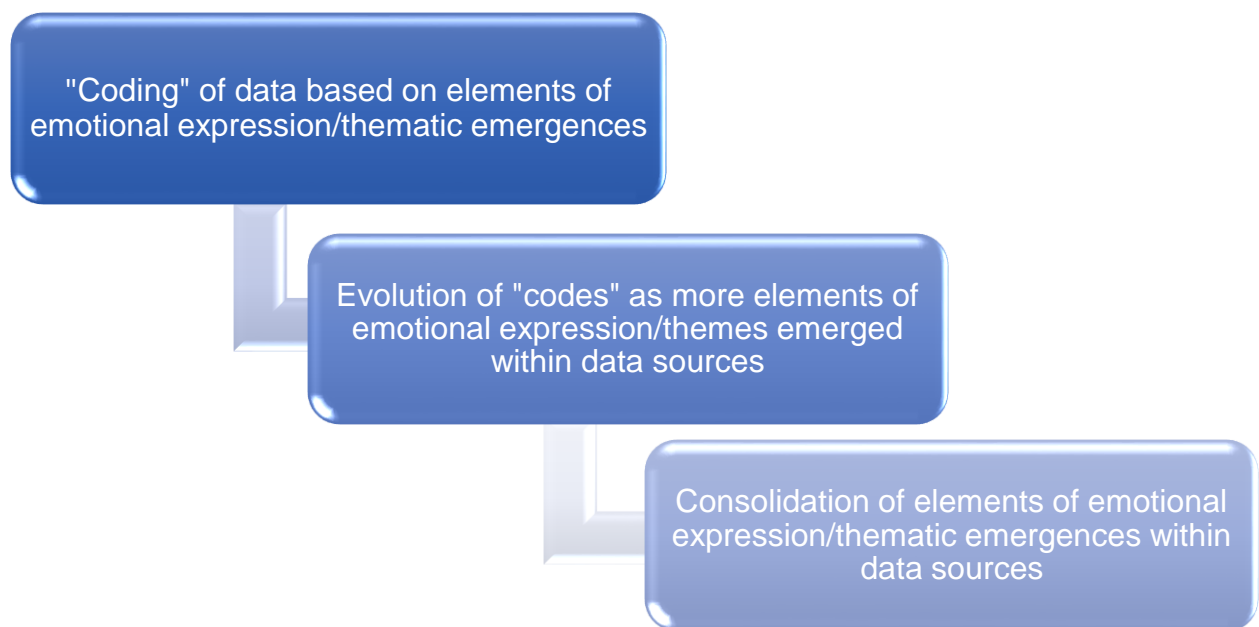 "Coding" of data based on elements of
emotional expression/thematic emergences
Evolution of "codes" as more elements of
emotional expression/themes emerged
within data sources
Consolidation of elements of emotional
expression/thematic emergences within
data sources